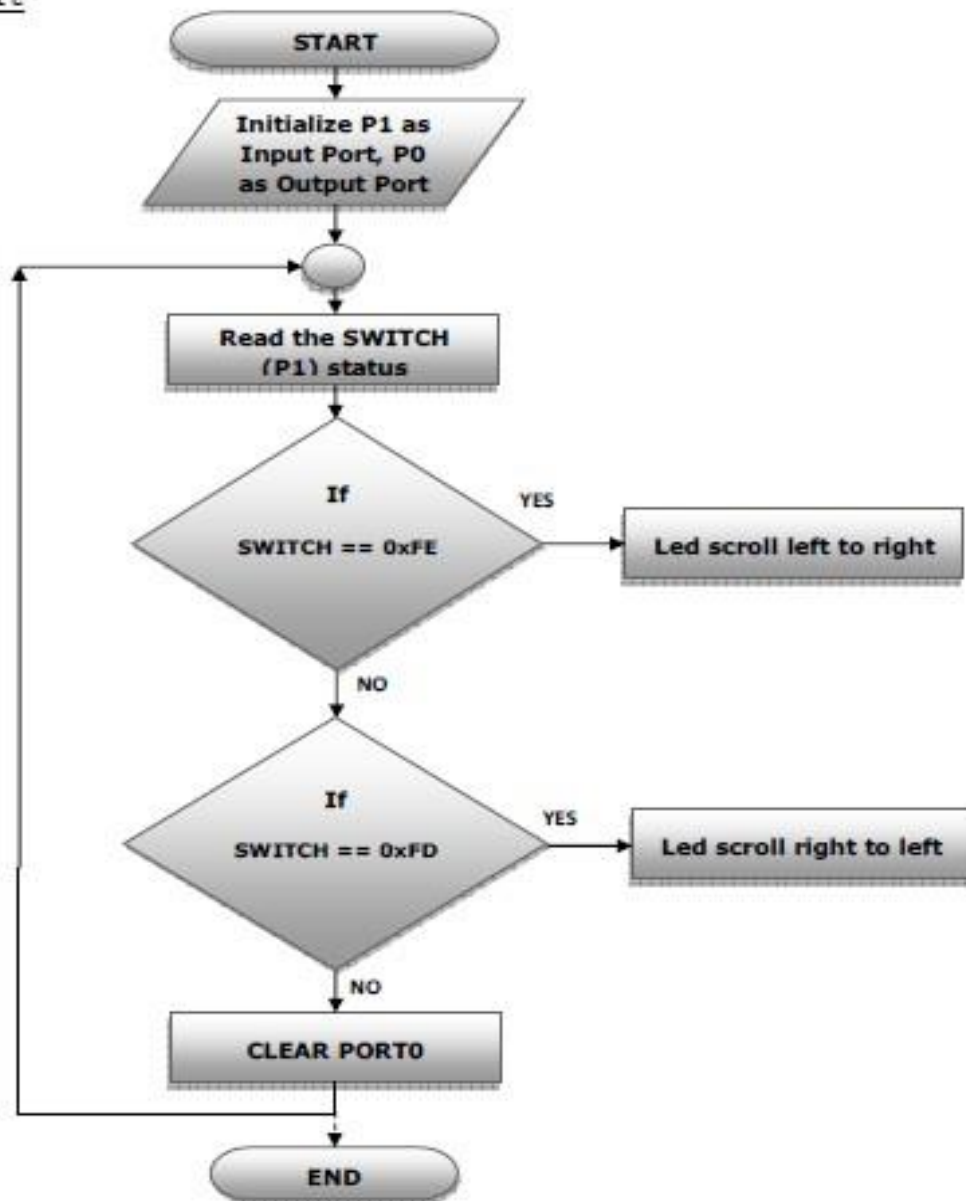 START
Initialize P1 as
Input Port, P0
as Output Port
Read the SWITCH
(P1) status
If
SWITCH == 0xFE
YES
Led scroll left to right
NO
If
SWITCH == 0xFD
YES
Led scroll right to left
NO
CLEAR PORT0
END